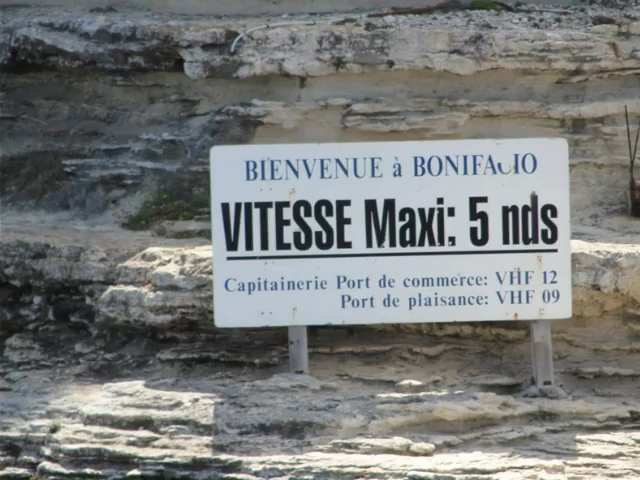 BIENVENUE à BONIFACIO
VITESSE Maxi: 5 nds
Capitainerie Port de commerce: VHF 12
Port de plaisance: VHF 09